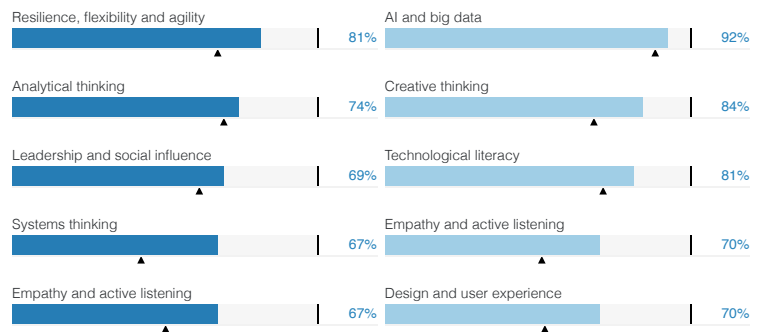 Resilience, flexibility and agility
81%
Analytical thinking
74%
Leadership and social influence
69%
Systems thinking
67%
Empathy and active listening
67%
AI and big data
92%
Creative thinking
84%
Technological literacy
81%
Empathy and active listening
70%
Design and user experience
70%